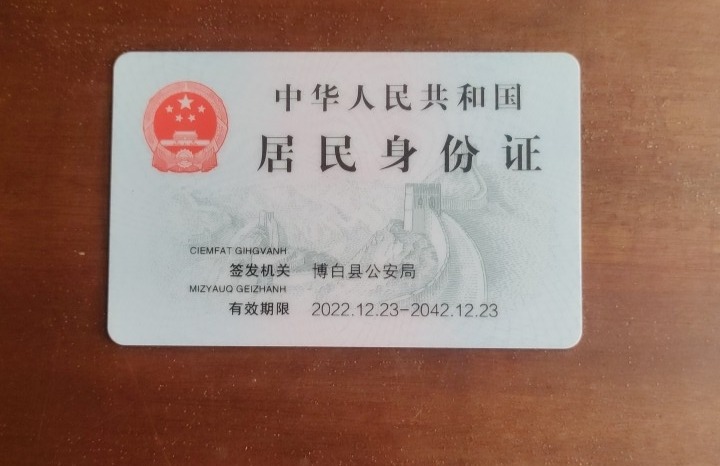 中华人民共和国
居民身份证
CIEMFAT GIHGVANH
签发机关 博白县公安局
MIZYAUQ GEIZHANH
有效期限 2022.12.23-2042.12.23